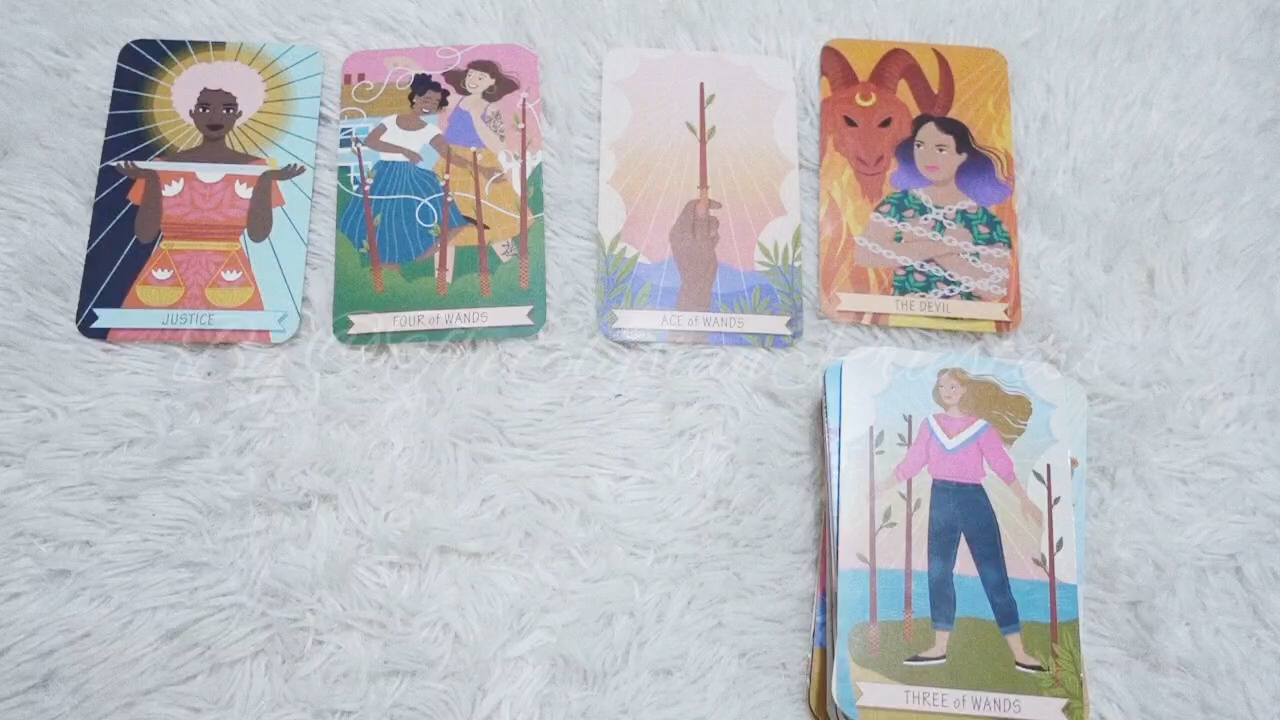 JUSTICE
FOUR of WANDS
ACE of WANDS
THE DEVIL
THREE of WANDS